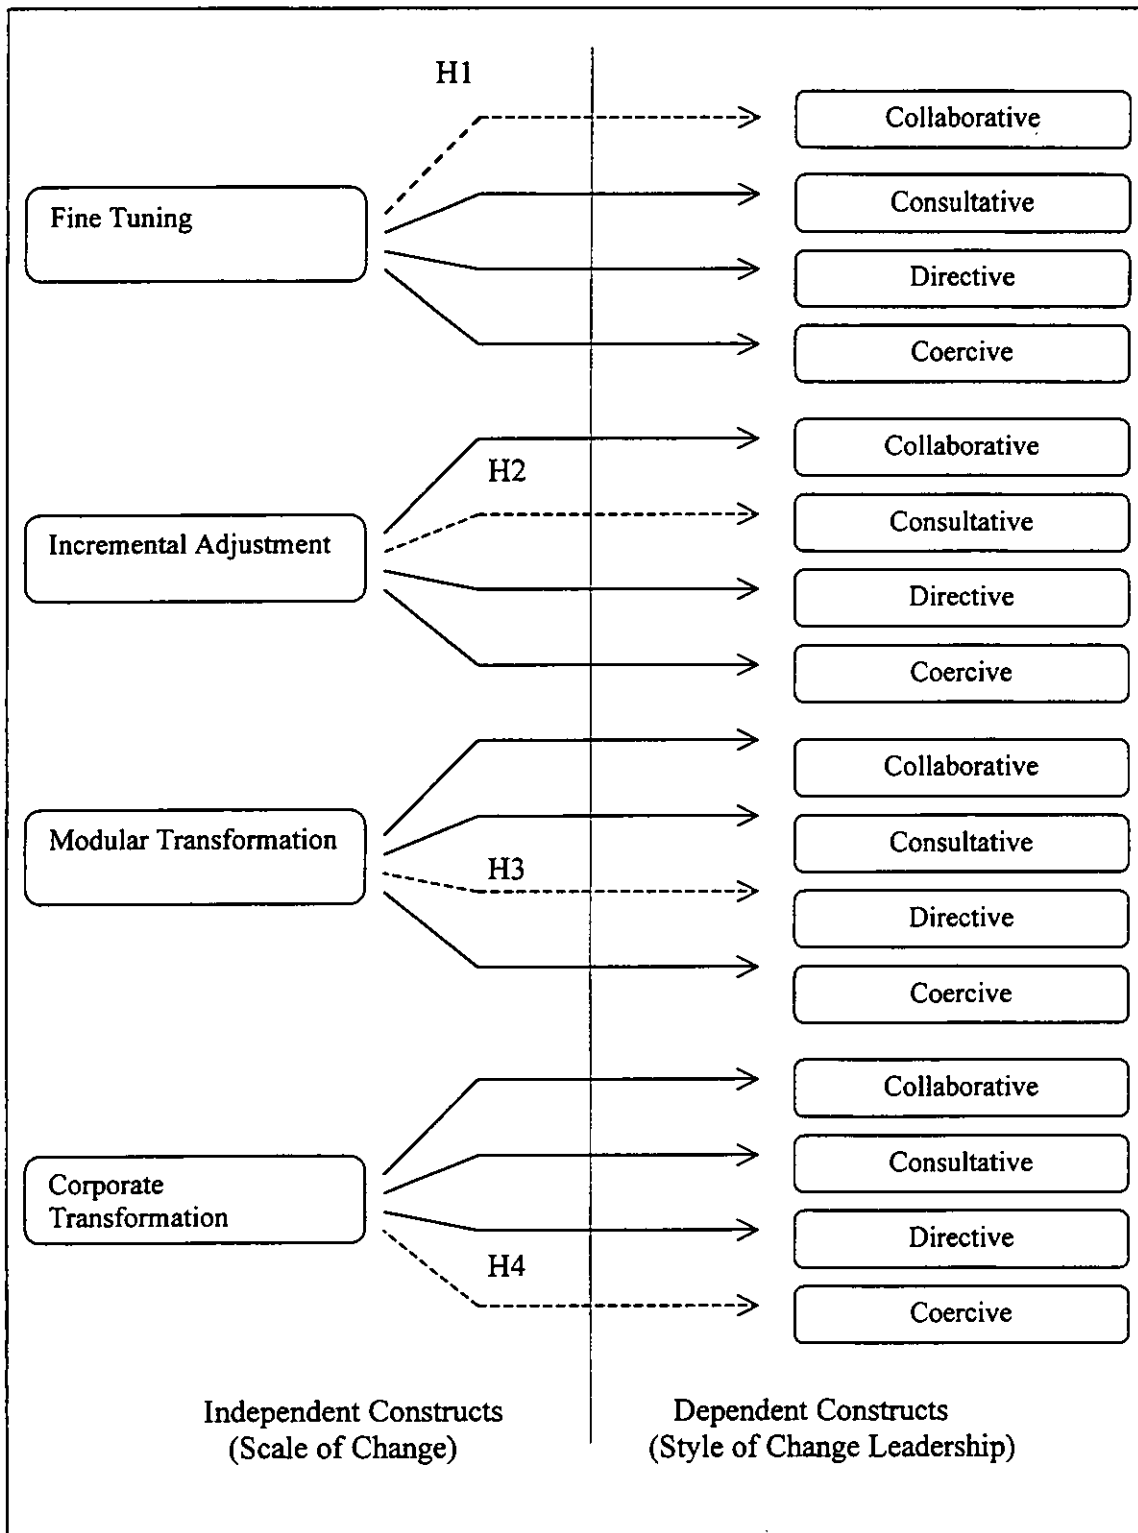 H1
Collaborative
Fine Tuning
Consultative
Directive
Coercive
Collaborative
H2
Consultative
Incremental Adjustment
Directive
Coercive
Collaborative
Modular Transformation
Consultative
H3
Directive
Coercive
Collaborative
Consultative
Corporate
Transformation
Directive
H4
Coercive
Independent Constructs
(Scale of Change)
Dependent Constructs
(Style of Change Leadership)